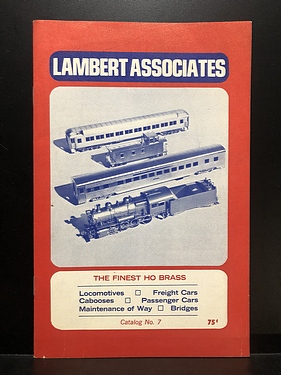 LAMBERT ASSOCIATES
THE FINEST HO BRASS
Locomotives □ Freight Cars
Cabooses □ Passenger Cars
Maintenance of Way □ Bridges
Catalog No. 7 75¢